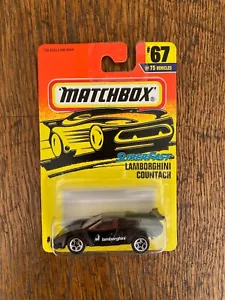 #67
OF 75 VEHICLES
MATCHBOX
SUPERFAST
LAMBORGHINI
COUNTACH
lamborghini